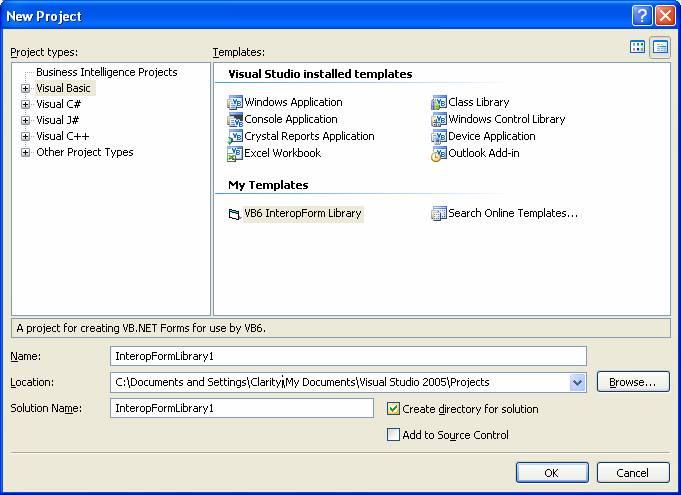 New Project
Project types:
Templates:
Business Intelligence Projects
Visual Basic
Visual C#
Visual J#
Visual C++
Other Project Types
Visual Studio installed templates
Windows Application
Class Library
Console Application
Windows Control Library
Crystal Reports Application
Device Application
Excel Workbook
Outlook Add-in
My Templates
VB6 InteropForm Library
Search Online Templates...
A project for creating VB.NET Forms for use by VB6.
Name:
InteropFormLibrary1
Location:
C:\Documents and Settings\Clarity\My Documents\Visual Studio 2005\Projects
Browse...
Solution Name:
InteropFormLibrary1
Create directory for solution
Add to Source Control
OK
Cancel